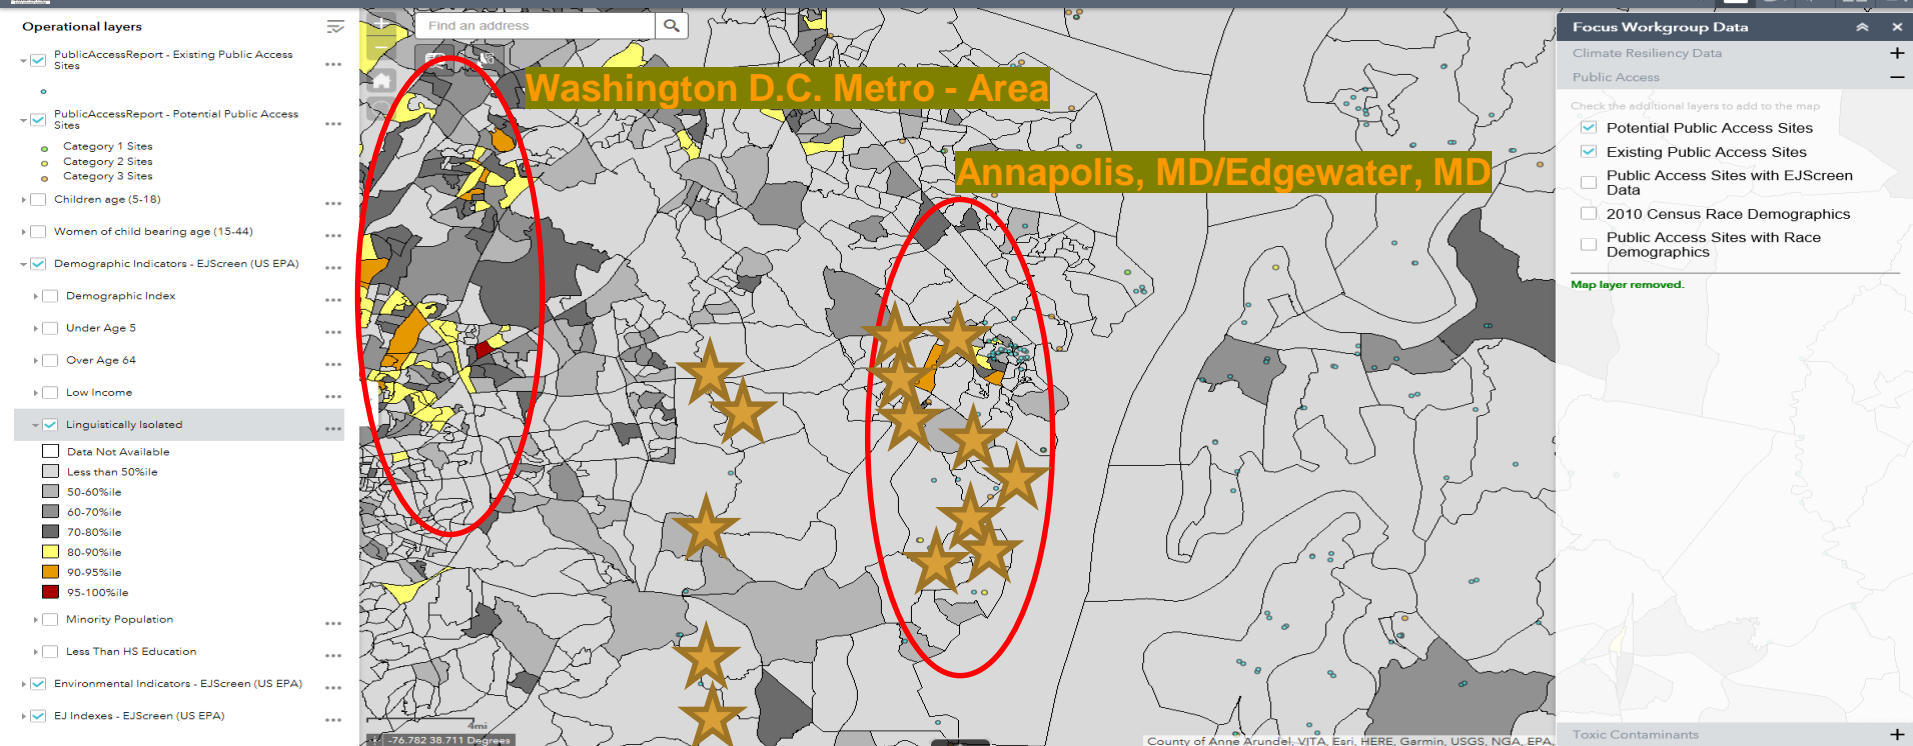 Operational layers
PublicAccessReport - Existing Public Access
Sites
PublicAccessReport - Potential Public Access
Sites
Category 1 Sites
Category 2 Sites
Category 3 Sites
Children age (5-18)
Women of child bearing age (15-44)
Demographic Indicators - EJScreen (US EPA)
Demographic Index
Under Age 5
Over Age 64
Low Income
Linguistically Isolated
Data Not Available
Less than 50%ile
50-60%ile
60-70%ile
70-80%ile
80-90%ile
90-95%ile
95-100%ile
Minority Population
Less Than HS Education
Environmental Indicators - EJScreen (US EPA)
EJ Indexes - EJScreen (US EPA)
Find an address
Washington D.C. Metro - Area
Annapolis, MD/Edgewater, MD
4mi
-76.782 38.711 Degrees
County of Anne Arundel, VITA, Esri, HERE, Garmin, USGS, NGA, EPA,
Focus Workgroup Data
Climate Resiliency Data
Public Access
Check the additional layers to add to the map
Potential Public Access Sites
Existing Public Access Sites
Public Access Sites with EJScreen
Data
2010 Census Race Demographics
Public Access Sites with Race
Demographics
Map layer removed.
Toxic Contaminants